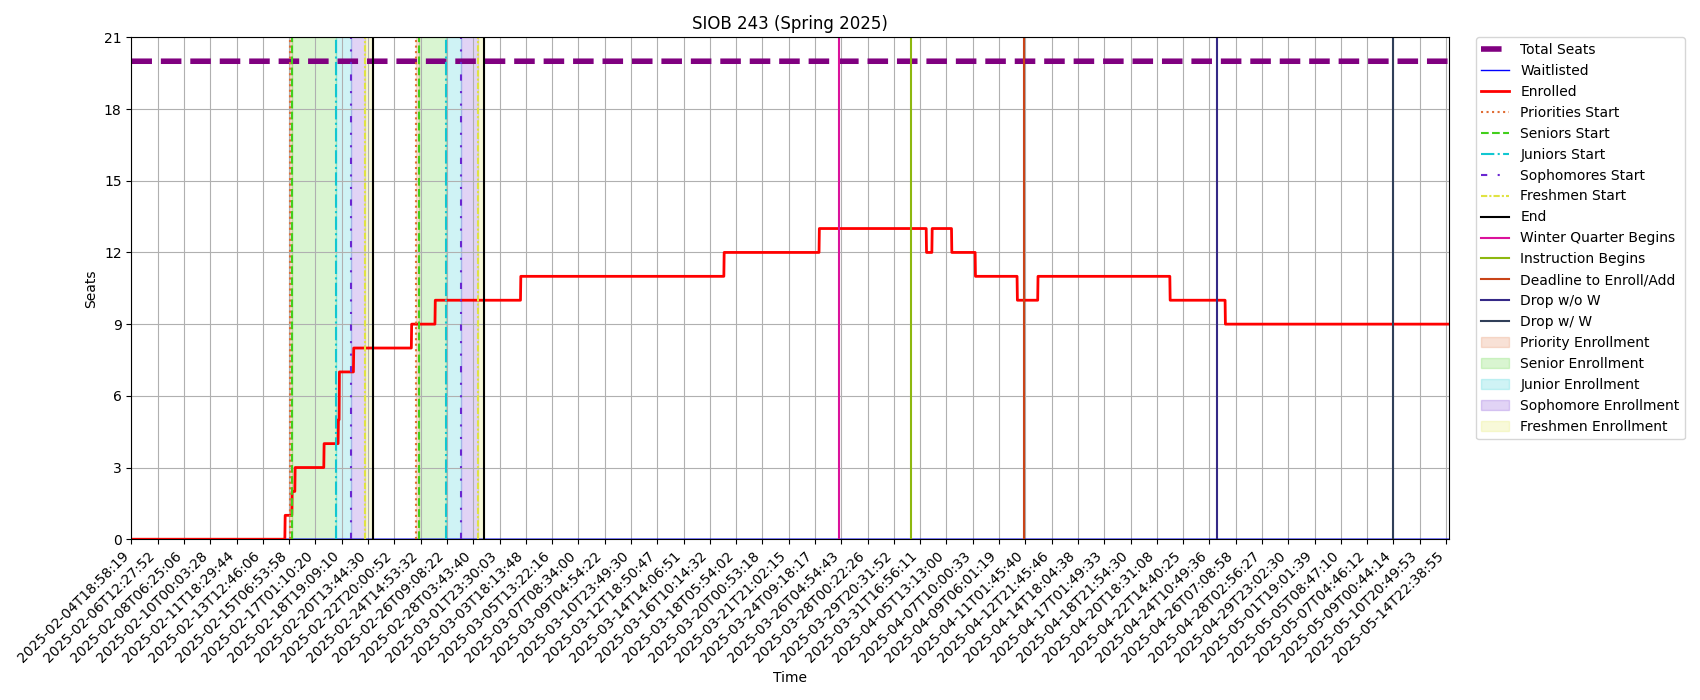 SIOB 243 (Spring 2025)
21
18
15
12
9
6
3
0
Seats
2025-02-04T18:58:19
2025-02-06T12:27:52
2025-02-08T06:25:06
2025-02-10T00:03:28
2025-02-11T18:29:44
2025-02-13T12:46:06
2025-02-15T06:53:58
2025-02-17T01:10:20
2025-02-18T19:09:10
2025-02-20T13:44:30
2025-02-22T20:00:52
2025-02-24T14:53:32
2025-02-26T09:08:22
2025-02-28T03:43:40
2025-03-01T23:30:03
2025-03-03T18:13:48
2025-03-05T13:22:16
2025-03-07T08:34:00
2025-03-09T04:54:22
2025-03-10T23:49:30
2025-03-12T18:50:47
2025-03-14T14:06:51
2025-03-16T10:14:32
2025-03-18T05:54:02
2025-03-20T00:53:18
2025-03-21T21:02:15
2025-03-24T09:18:17
2025-03-26T04:54:43
2025-03-28T00:22:26
2025-03-29T20:31:52
2025-03-31T16:56:11
2025-04-05T13:13:00
2025-04-07T10:00:33
2025-04-09T06:01:19
2025-04-11T01:45:40
2025-04-12T21:45:46
2025-04-14T18:04:38
2025-04-17T01:49:33
2025-04-18T21:54:30
2025-04-20T18:31:08
2025-04-22T14:40:25
2025-04-24T10:49:36
2025-04-26T07:08:58
2025-04-28T02:56:27
2025-04-29T23:02:30
2025-05-01T19:01:39
2025-05-05T08:47:10
2025-05-07T04:46:12
2025-05-09T00:44:14
2025-05-10T20:49:53
2025-05-14T22:38:55
Time
Total Seats
Waitlisted
Enrolled
Priorities Start
Seniors Start
Juniors Start
Sophomores Start
Freshmen Start
End
Winter Quarter Begins
Instruction Begins
Deadline to Enroll/Add
Drop w/o W
Drop w/ W
Priority Enrollment
Senior Enrollment
Junior Enrollment
Sophomore Enrollment
Freshmen Enrollment